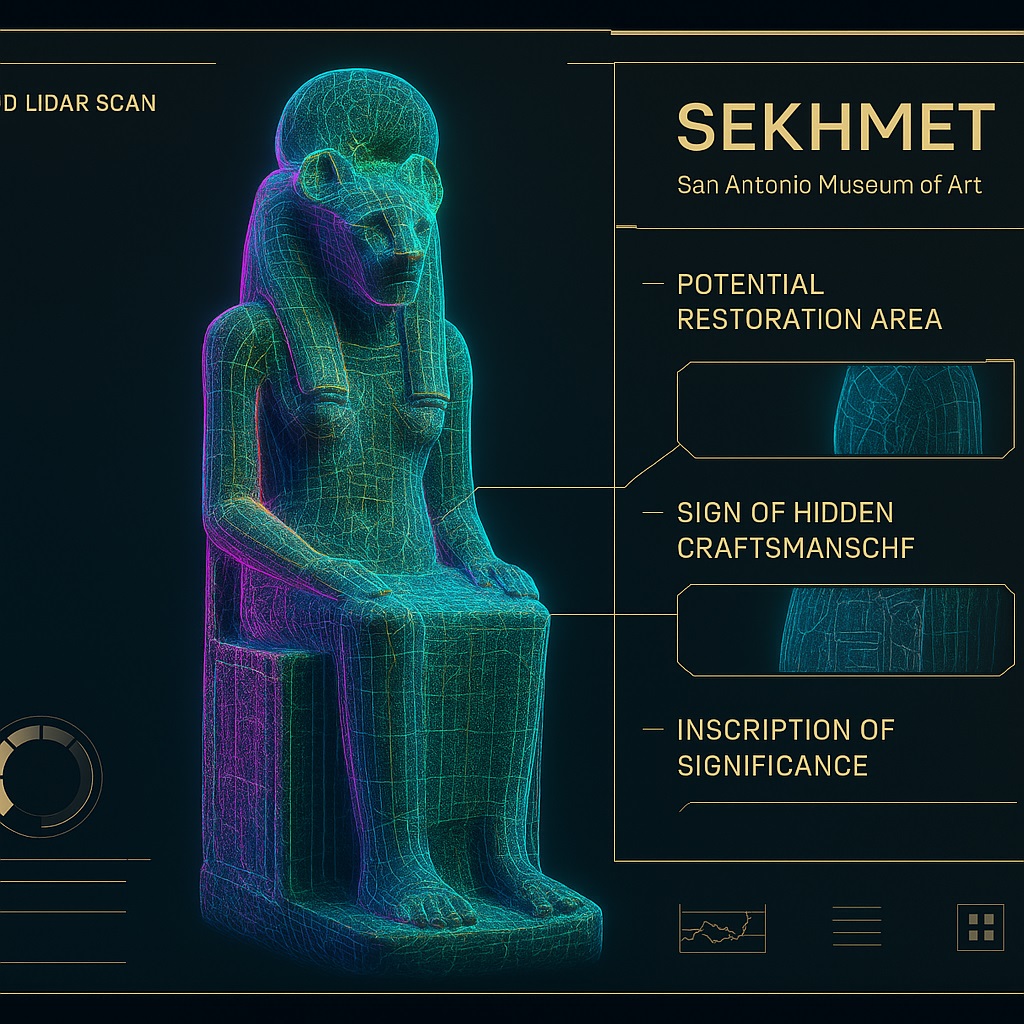 D LIDAR SCAN
SEKHMET
San Antonio Museum of Art
POTENTIAL
RESTORATION AREA
SIGN OF HIDDEN
CRAFTSMANSCHF
INSCRIPTION OF
SIGNIFICANCE